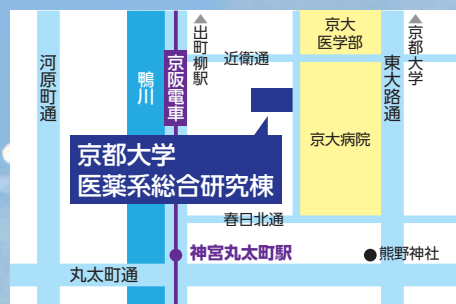 出町柳駅
京都大学
京大
医学部
近衛通
河原町通
鴨川
京阪電車
東大路通
京大病院
京都大学
医薬系総合研究棟
春日北通
神宮丸太町駅
熊野神社
丸太町通